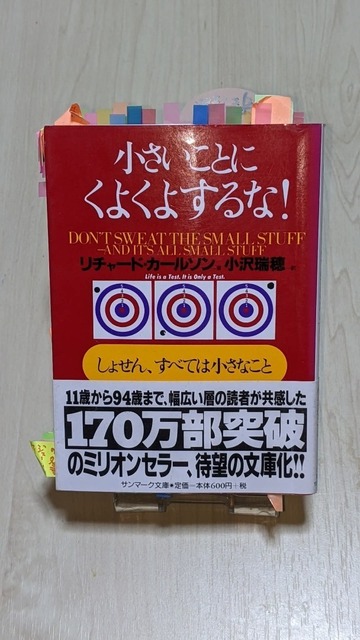 小さいことに
くよくよするな!
DON'T SWEAT THE SMALL STUFF
—AND IT'S ALL SMALL STUFF
リチャード・カールソン 著 小沢瑞穂 訳
Life is a Test. It is Only a Test.
しょせん、すべては小さなこと
11歳から94歳まで、幅広い層の読者が共感した
170万部突破
のミリオンセラー、待望の文庫化!!
サンマーク文庫●定価=本体600円+税